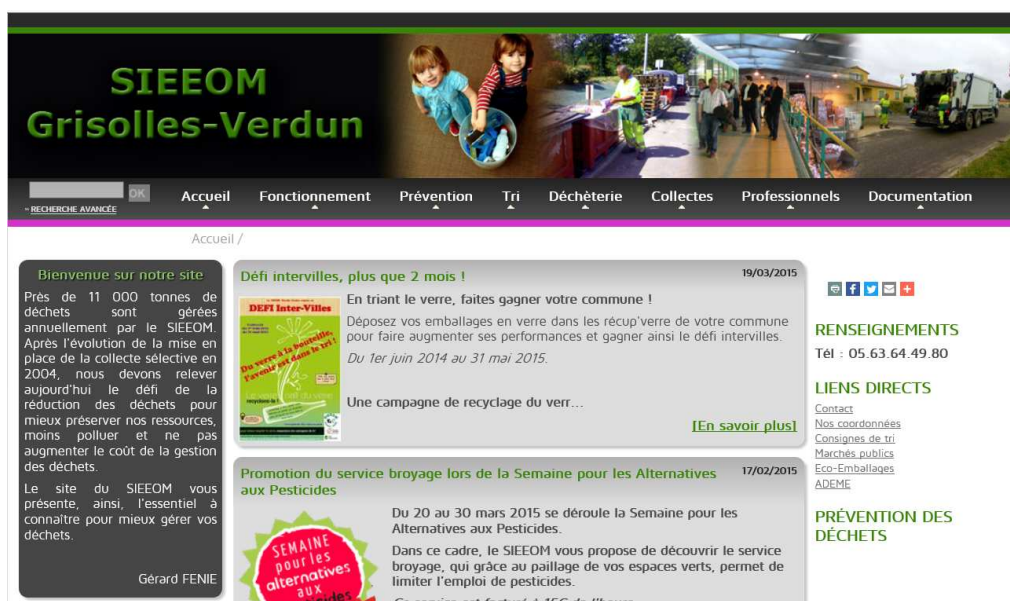 SIEEOM
Grisolles-Verdun
OK
~ RECHERCHE AVANCÉE
Accueil Fonctionnement Prévention Tri Déchèterie Collectes Professionnels Documentation
Accueil /
Bienvenue sur notre site
Près de 11 000 tonnes de
déchets sont gérées
annuellement par le SIEEOM.
Après l'évolution de la mise en
place de la collecte sélective en
2004, nous devons relever
aujourd'hui le défi de la
réduction des déchets pour
mieux préserver nos ressources,
moins polluer et ne pas
augmenter le coût de la gestion
des déchets.
Le site du SIEEOM vous
présente, ainsi, l'essentiel à
connaître pour mieux gérer vos
déchets.
Gérard FENIE
Défi intervilles, plus que 2 mois !
19/03/2015
DEFI Inter-Villes
Du verre à la bouteille,
l'avenir est dans le tri !
En triant le verre, faites gagner votre commune !
Déposez vos emballages en verre dans les récup'verre de votre commune
pour faire augmenter ses performances et gagner ainsi le défi intervilles.
Du 1er juin 2014 au 31 mai 2015.
Une campagne de recyclage du verr...
[En savoir plus]
Promotion du service broyage lors de la Semaine pour les Alternatives
aux Pesticides
17/02/2015
SEMAINE
pour les
alternatives
aux
Du 20 au 30 mars 2015 se déroule la Semaine pour les
Alternatives aux Pesticides.
Dans ce cadre, le SIEEOM vous propose de découvrir le service
broyage, qui grâce au paillage de vos espaces verts, permet de
limiter l'emploi de pesticides.
RENSEIGNEMENTS
Tél : 05.63.64.49.80
LIENS DIRECTS
Contact
Nos coordonnées
Consignes de tri
Marchés publics
Eco-Emballages
ADEME
PRÉVENTION DES
DÉCHETS